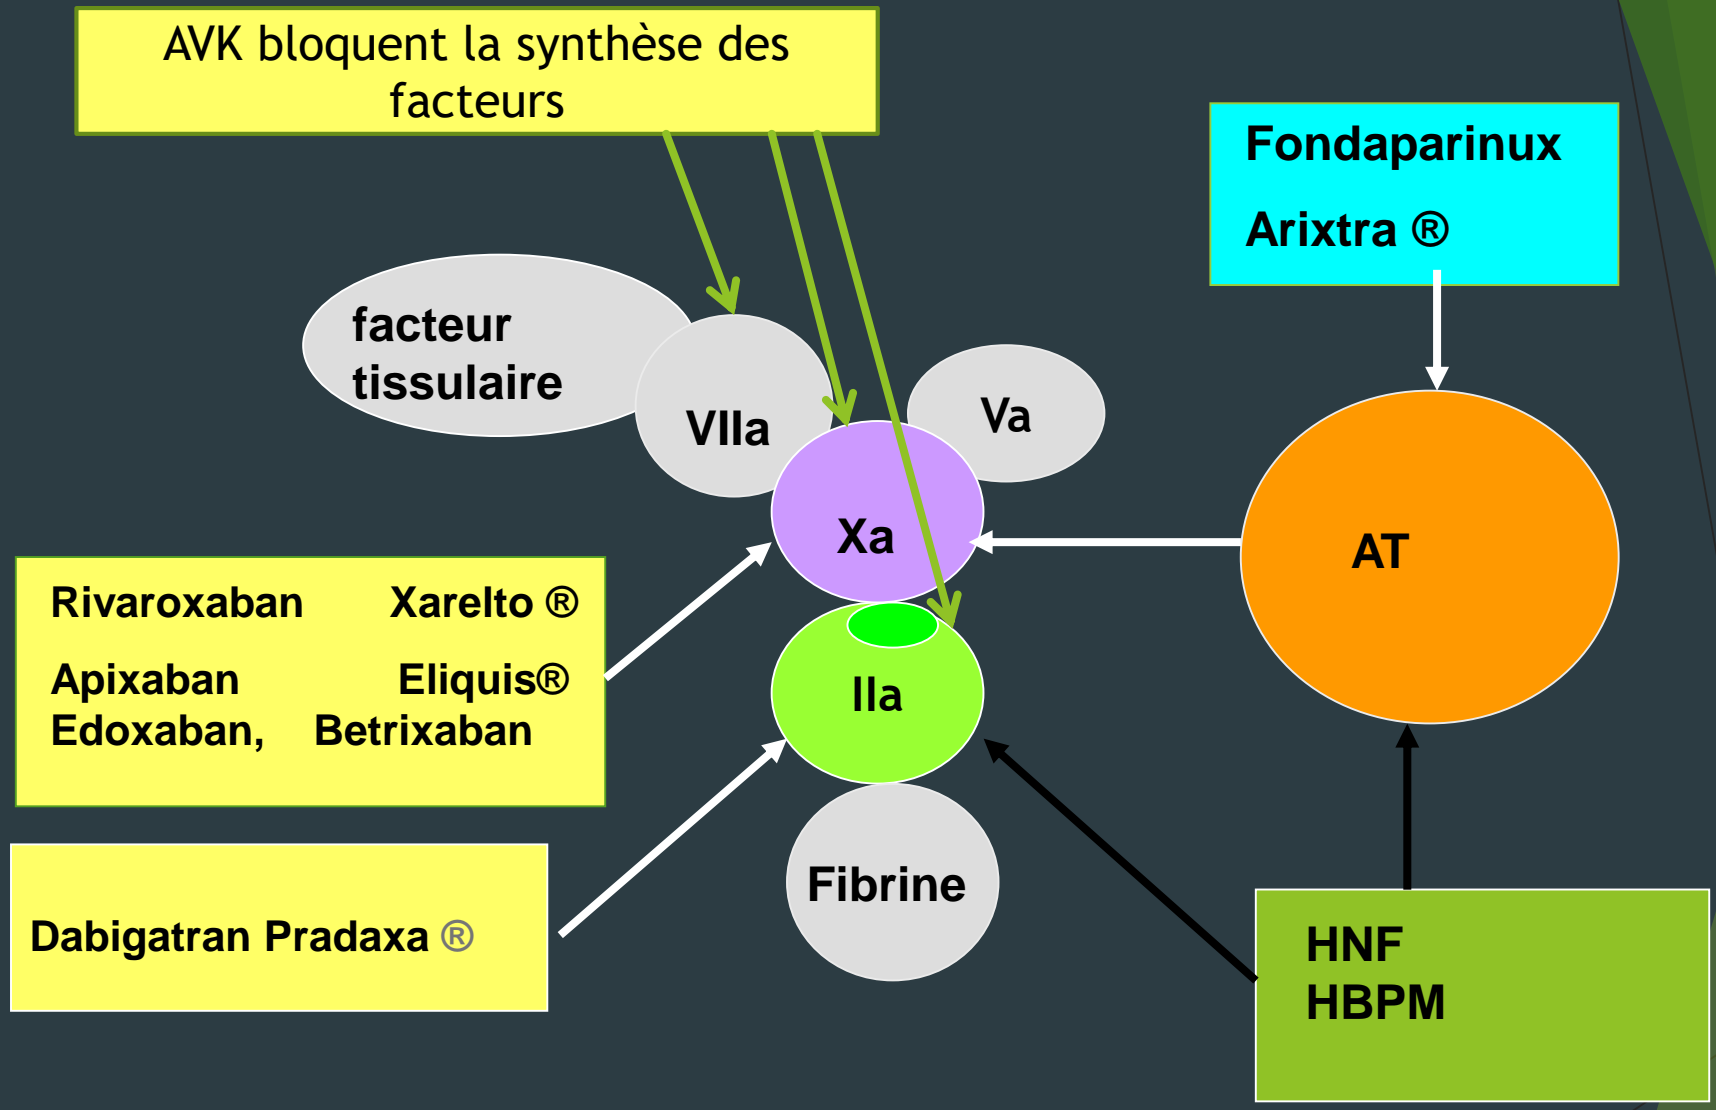 AVK bloquent la synthèse des
facteurs
Fondaparinux
Arixtra ®
facteur
tissulaire
VIIa
Va
Xa
AT
Rivaroxaban Xarelto ®
Apixaban Eliquis®
Edoxaban, Betrixaban
IIa
Fibrine
Dabigatran Pradaxa ®
HNF
HBPM